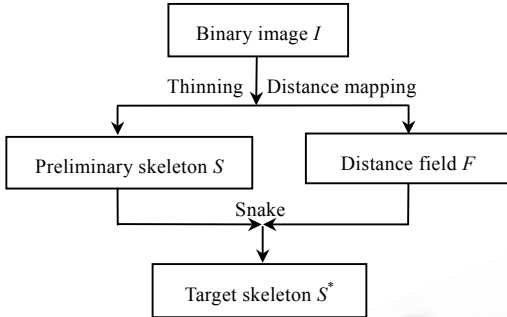 Binary image I
Thinning Distance mapping
Preliminary skeleton S
Distance field F
Snake
Target skeleton S*